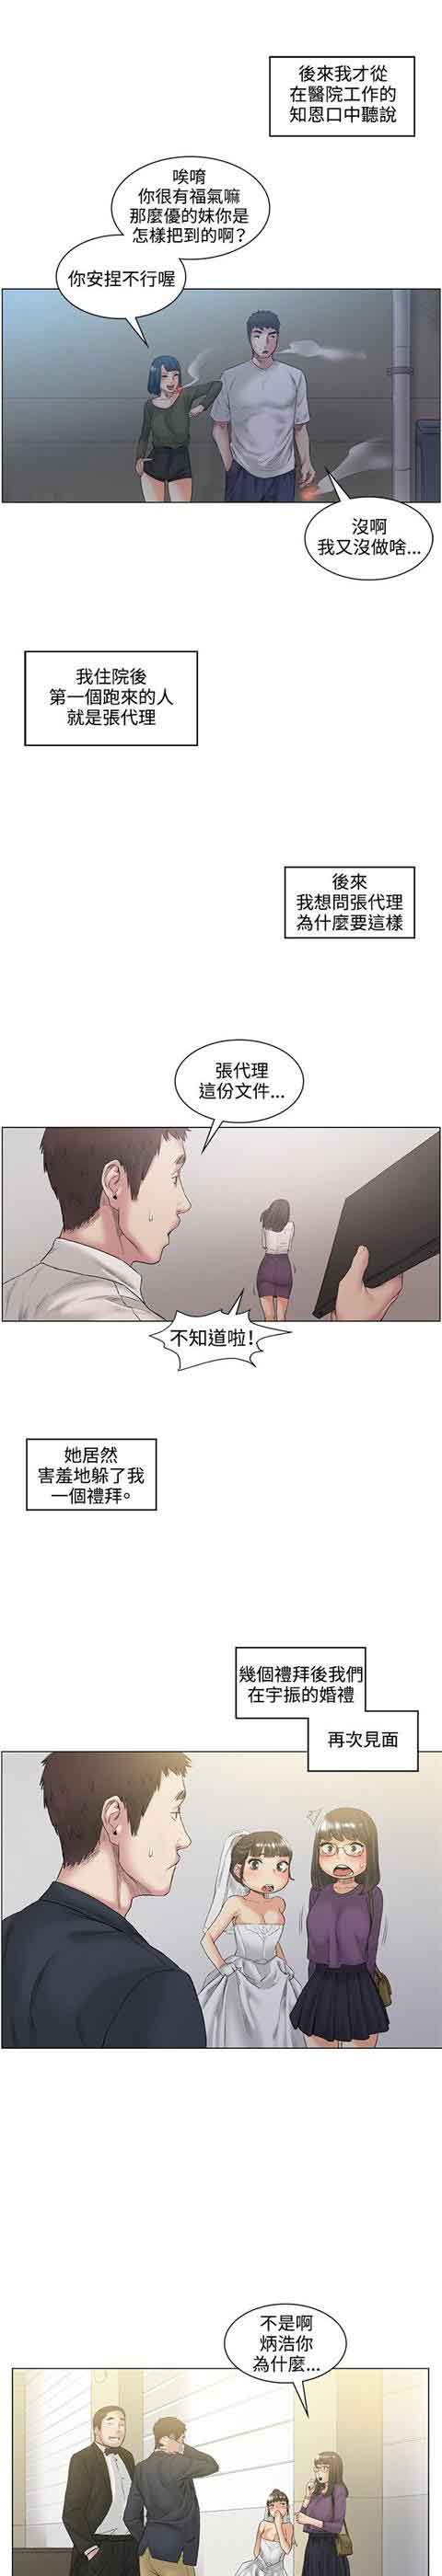 後來我才從
在醫院工作的
知恩口中聽說
唉唷
你很有福氣嘛
那麼優的妹你是
怎樣把到的啊?
你安捏不行喔
沒啊
我又沒做啥...
我住院後
第一個跑來的人
就是張代理
後來
我想問張代理
為什麼要這樣
張代理
這份文件...
不知道啦!
她居然
害羞地躲了我
一個禮拜。
幾個禮拜後我們
在宇振的婚禮
再次見面
不是啊
炳浩你
為什麼...